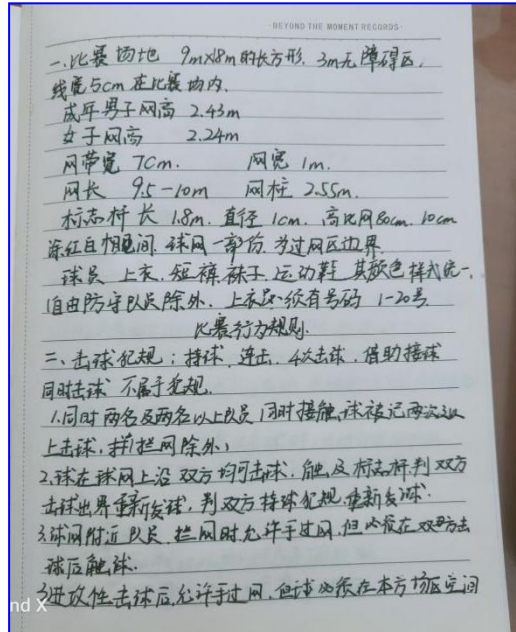 ·BEYOND THE MOMENT RECORDS·
一.比赛场地 9m×18m的长方形. 3m无障碍区,
线宽5cm在比赛场内.
成年男子网高 2.43m
女子网高 2.24m
网带宽 7cm. 网宽 1m.
网长 9.5-10m 网柱 2.55m.
标志杆长 1.8m. 直径 1cm. 高比网80cm. 10cm
涂红白相间. 球网一部份. 为过网区边界.
球员 上衣. 短裤. 袜子. 运动鞋 其颜色样式统一,
自由防守队员除外. 上衣必须有号码 1-20号.
比赛行为规则.
二、击球犯规：持球. 连击. 4次击球. 借助接球
同时击球 不属于犯规.
1.同时两名及两名以上队员 同时接触.球被记两次
上击球. 拦网除外;
2.球在球网上沿 双方均可击球. 触及标志杆判双方
击球出界重新发球. 判双方持球犯规. 重新发球.
3.球网附近队员.拦网时允许手过网.但必须在对方击
球后触球.
进攻性击球后.允许手过网.但球必须在本方场区空间
nd X